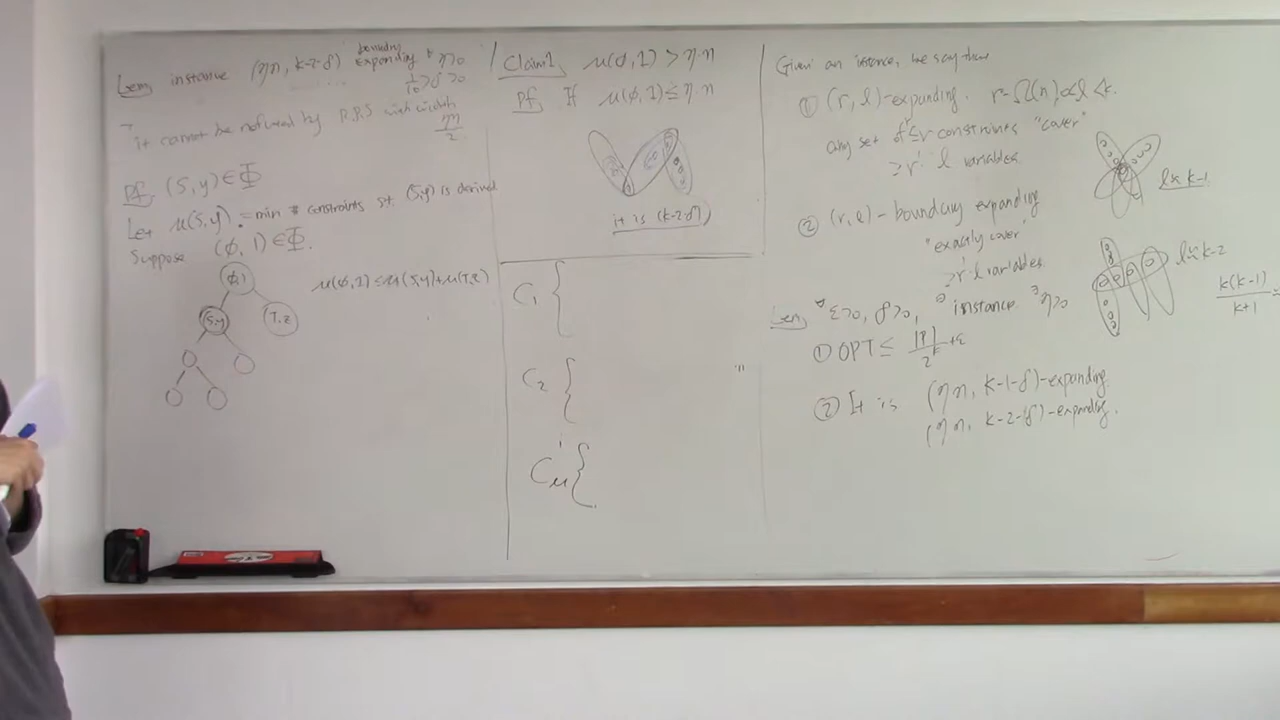 Lem, instance (ηn, k-2-δ) boundary expanding ∃η>0
1/10>δ>0
it cannot be refuted by P.R.S with width ηn/2
Pf, (S,y)∈Φ
Let μ(S,y) = min # constraints st. (S,y) is derived
Suppose (ϕ, 1)∈Φ.
μ(ϕ,1) ≤ μ(S,y)+μ(T,z)
ϕ,1
S,y
T,z
Claim1, μ(ϕ,1) > η·n
Pf, If μ(ϕ,1) ≤ η·n
it is (k-2-δ)
C1 {
C2 {
Cμ {
"
Given an instance, we say that
① (r, l)-expanding. r=Ω(n) l<k.
any set of ≤r constraints "cover"
≥r'·l variables
l≈k-1
② (r,l)-boundary expanding
"exactly cover"
≥r'·l variables.
l≈k-2
k(k-1)/k+1
Lem, ∀ε>0, δ>0, ∃ instance ∃η>0
① OPT ≤ |P|/2^k +ε
② It is (ηn, k-1-δ)-expanding
(ηn, k-2-δ)-expanding.